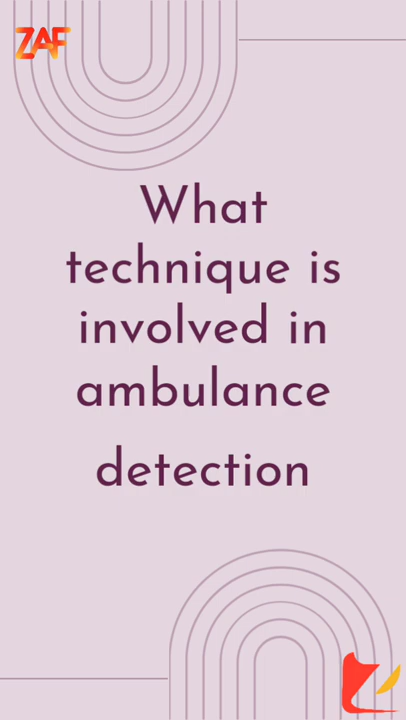 ZAF
What
technique is
involved in
ambulance
detection